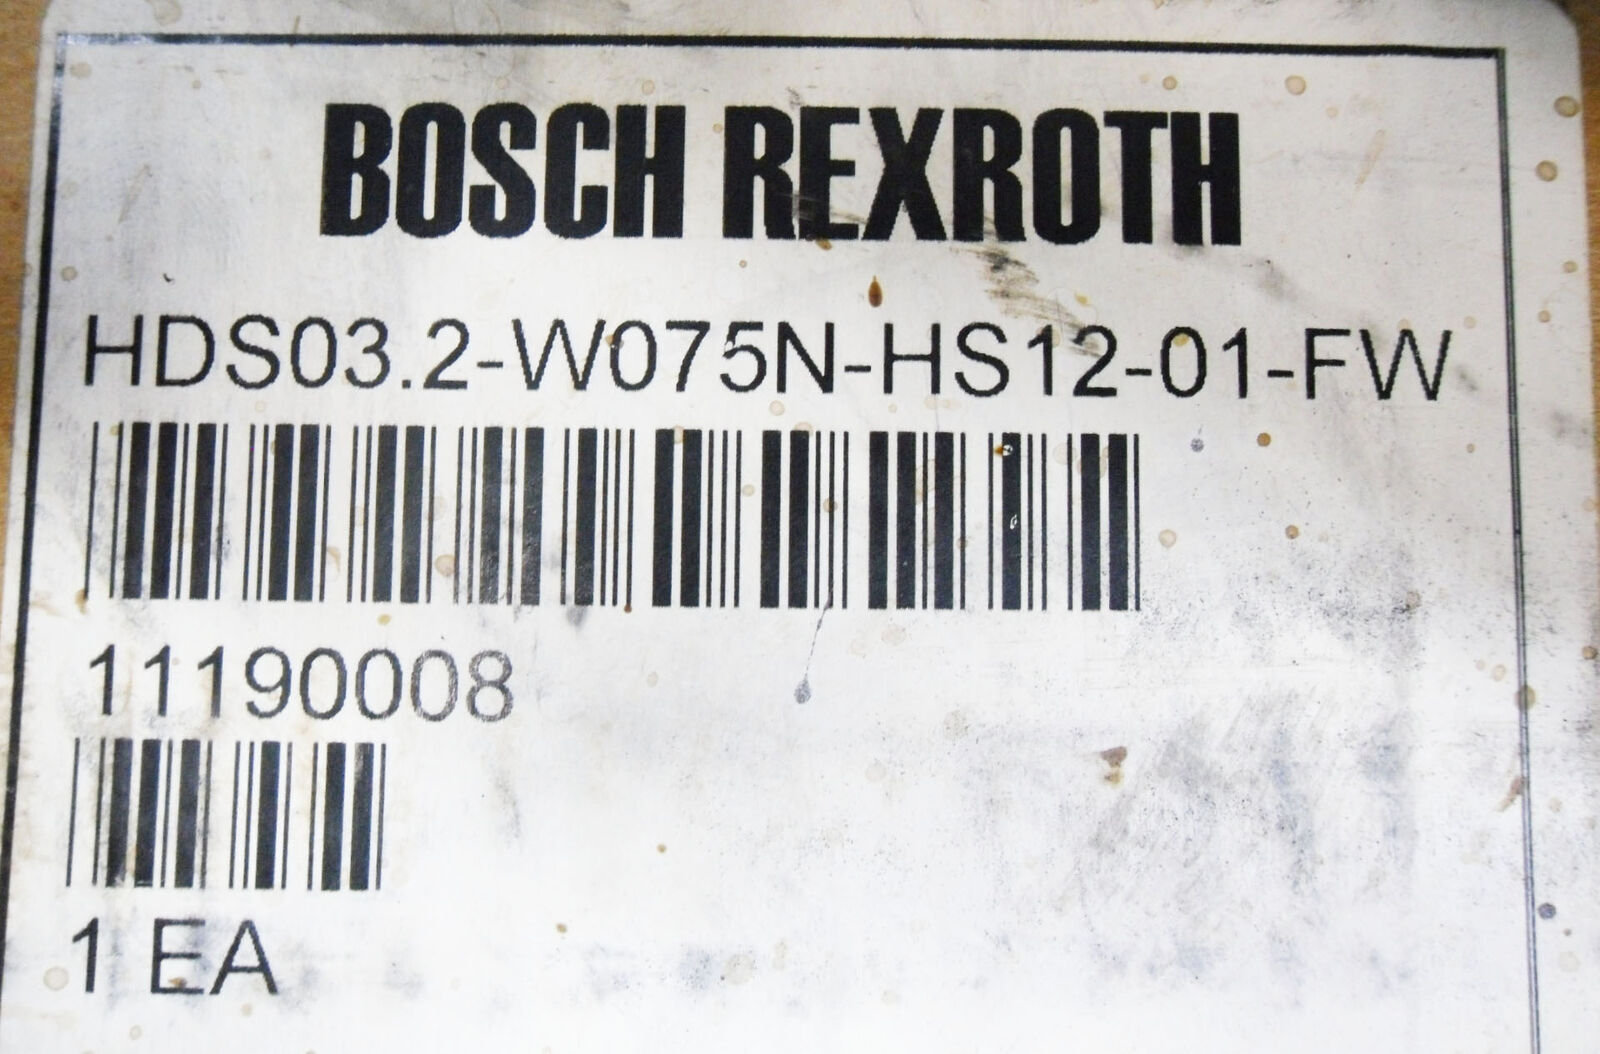 BOSCH REXROTH
HDS03.2-W075N-HS12-01-FW
11190008
1 EA